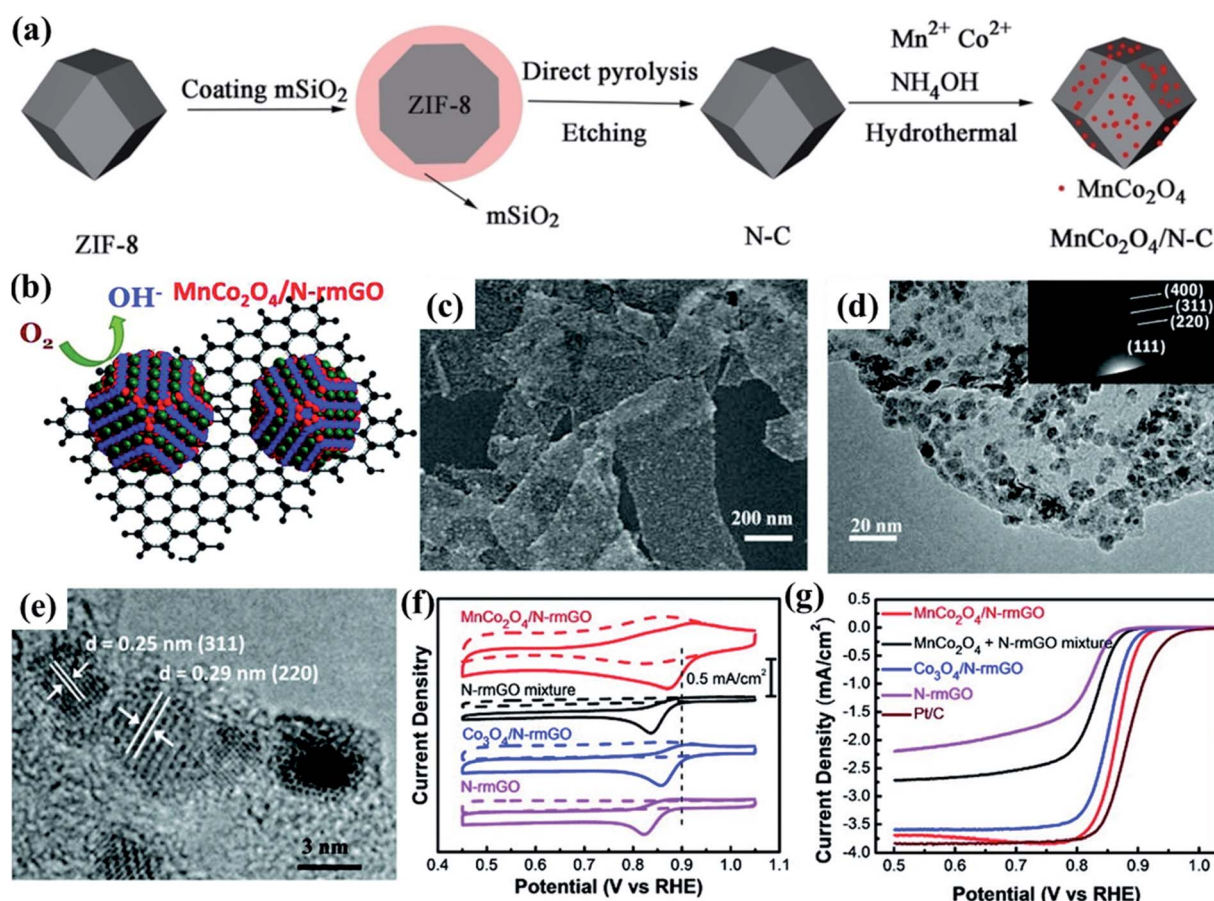 (a)
Coating mSiO₂
ZIF-8
mSiO₂
ZIF-8
Direct pyrolysis
Etching
N-C
Mn²⁺ Co²⁺
NH₄OH
Hydrothermal
MnCo₂O₄
MnCo₂O₄/N-C
(b)
OH⁻
MnCo₂O₄/N-rmGO
O₂
(c)
200 nm
(d)
(400)
(311)
(220)
(111)
20 nm
(e)
d = 0.25 nm (311)
d = 0.29 nm (220)
3 nm
(f)
MnCo₂O₄/N-rmGO
0.5 mA/cm²
N-rmGO mixture
Co₃O₄/N-rmGO
N-rmGO
Current Density
0.4 0.5 0.6 0.7 0.8 0.9 1.0 1.1
Potential (V vs RHE)
(g)
MnCo₂O₄/N-rmGO
MnCo₂O₄ + N-rmGO mixture
Co₃O₄/N-rmGO
N-rmGO
Pt/C
Current Density (mA/cm²)
0.5
0.0
-0.5
-1.0
-1.5
-2.0
-2.5
-3.0
-3.5
-4.0
0.5 0.6 0.7 0.8 0.9 1.0
Potential (V vs RHE)